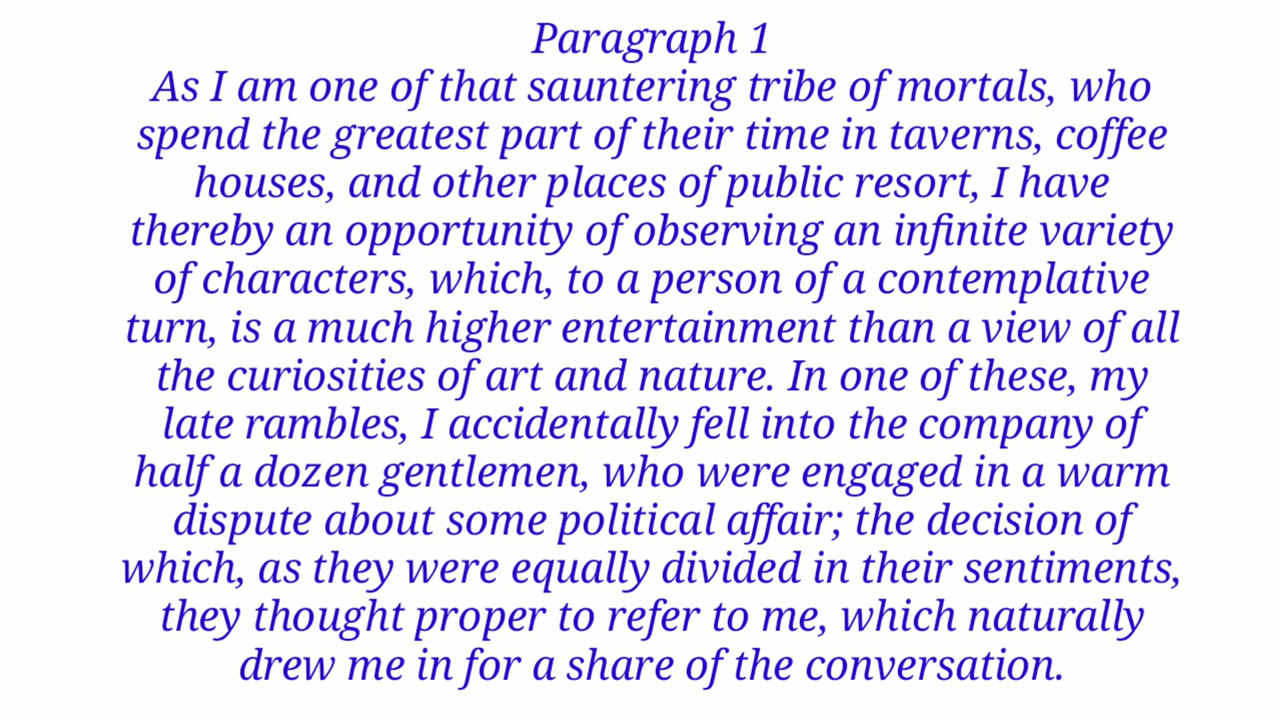 Paragraph 1
As I am one of that sauntering tribe of mortals, who
spend the greatest part of their time in taverns, coffee
houses, and other places of public resort, I have
thereby an opportunity of observing an infinite variety
of characters, which, to a person of a contemplative
turn, is a much higher entertainment than a view of all
the curiosities of art and nature. In one of these, my
late rambles, I accidentally fell into the company of
half a dozen gentlemen, who were engaged in a warm
dispute about some political affair; the decision of
which, as they were equally divided in their sentiments,
they thought proper to refer to me, which naturally
drew me in for a share of the conversation.